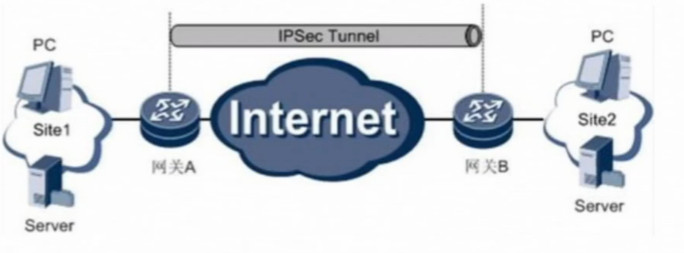 IPSec Tunnel
PC
PC
Internet
Site1
Site2
网关A
网关B
Server
Server